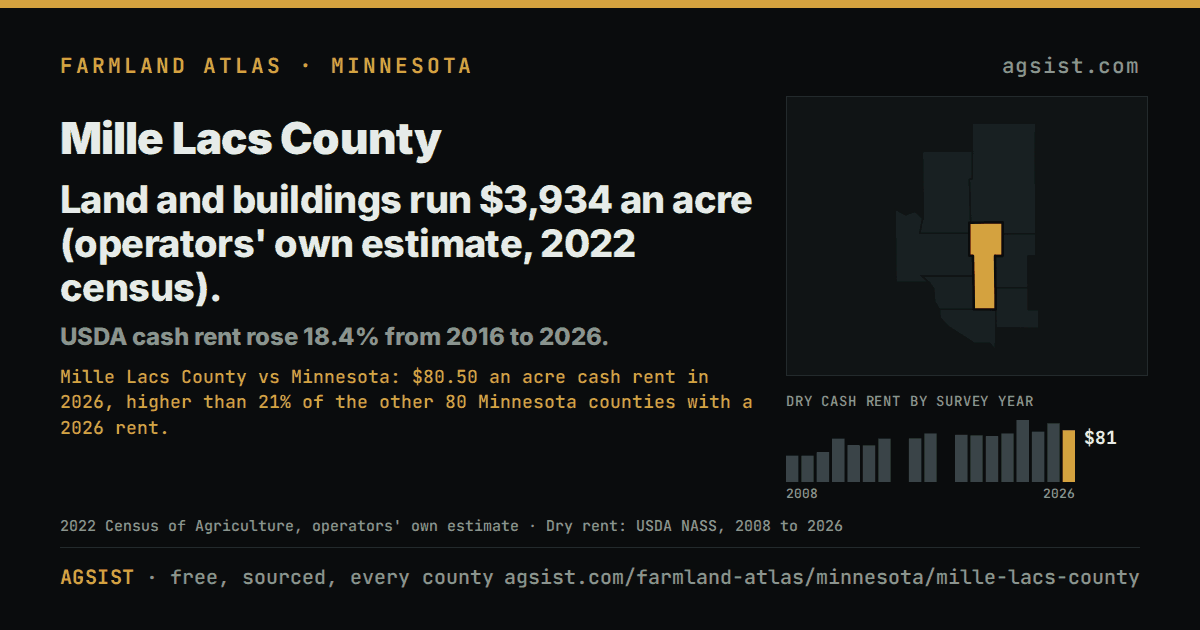 FARMLAND ATLAS · MINNESOTA
agsist.com
Mille Lacs County
Land and buildings run $3,934 an acre
(operators' own estimate, 2022
census).
USDA cash rent rose 18.4% from 2016 to 2026.
Mille Lacs County vs Minnesota: $80.50 an acre cash rent in
2026, higher than 21% of the other 80 Minnesota counties with a
2026 rent.
DRY CASH RENT BY SURVEY YEAR
$81
2008
2026
2022 Census of Agriculture, operators' own estimate · Dry rent: USDA NASS, 2008 to 2026
AGSIST · free, sourced, every county
agsist.com/farmland-atlas/minnesota/mille-lacs-county